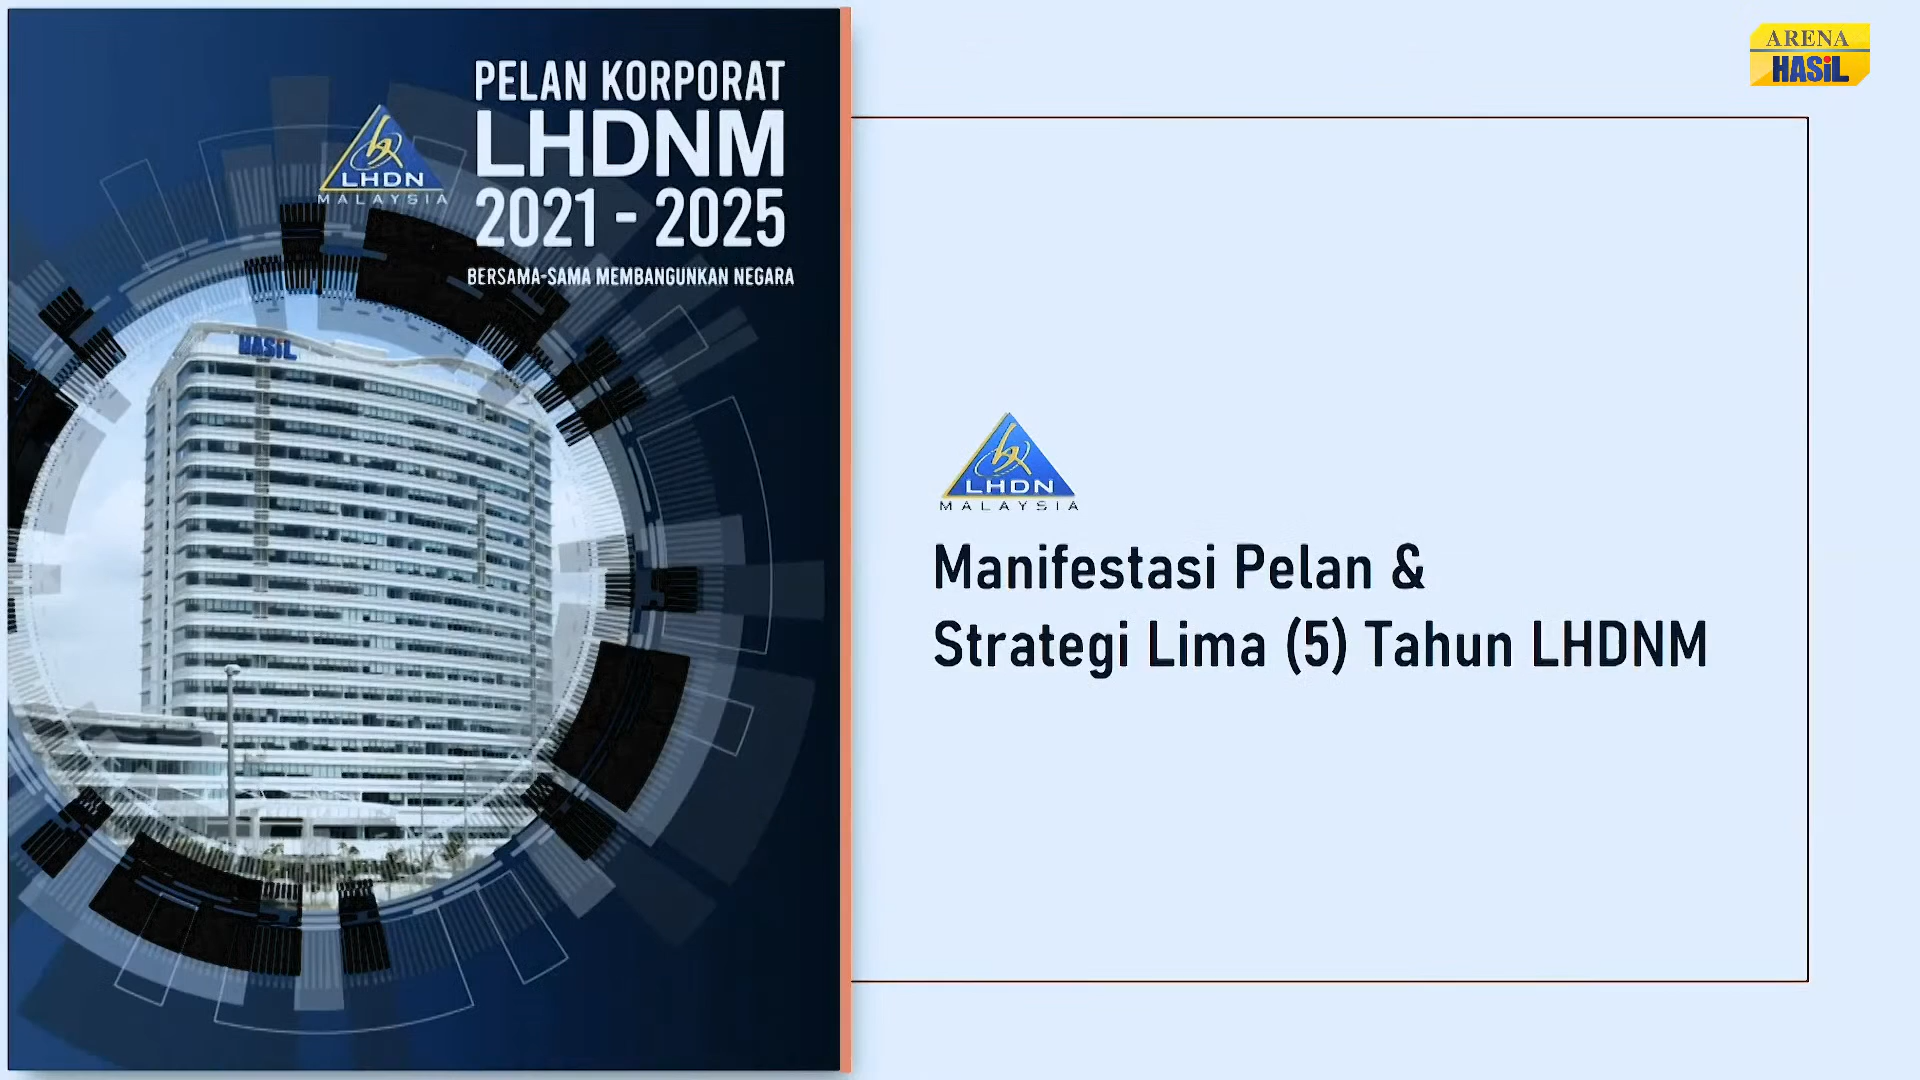 PELAN KORPORAT
LHDNM
2021 - 2025
BERSAMA-SAMA MEMBANGUNKAN NEGARA
LHDN
MALAYSIA
HASiL
ARENA
HASiL
LHDN
MALAYSIA
Manifestasi Pelan &
Strategi Lima (5) Tahun LHDNM